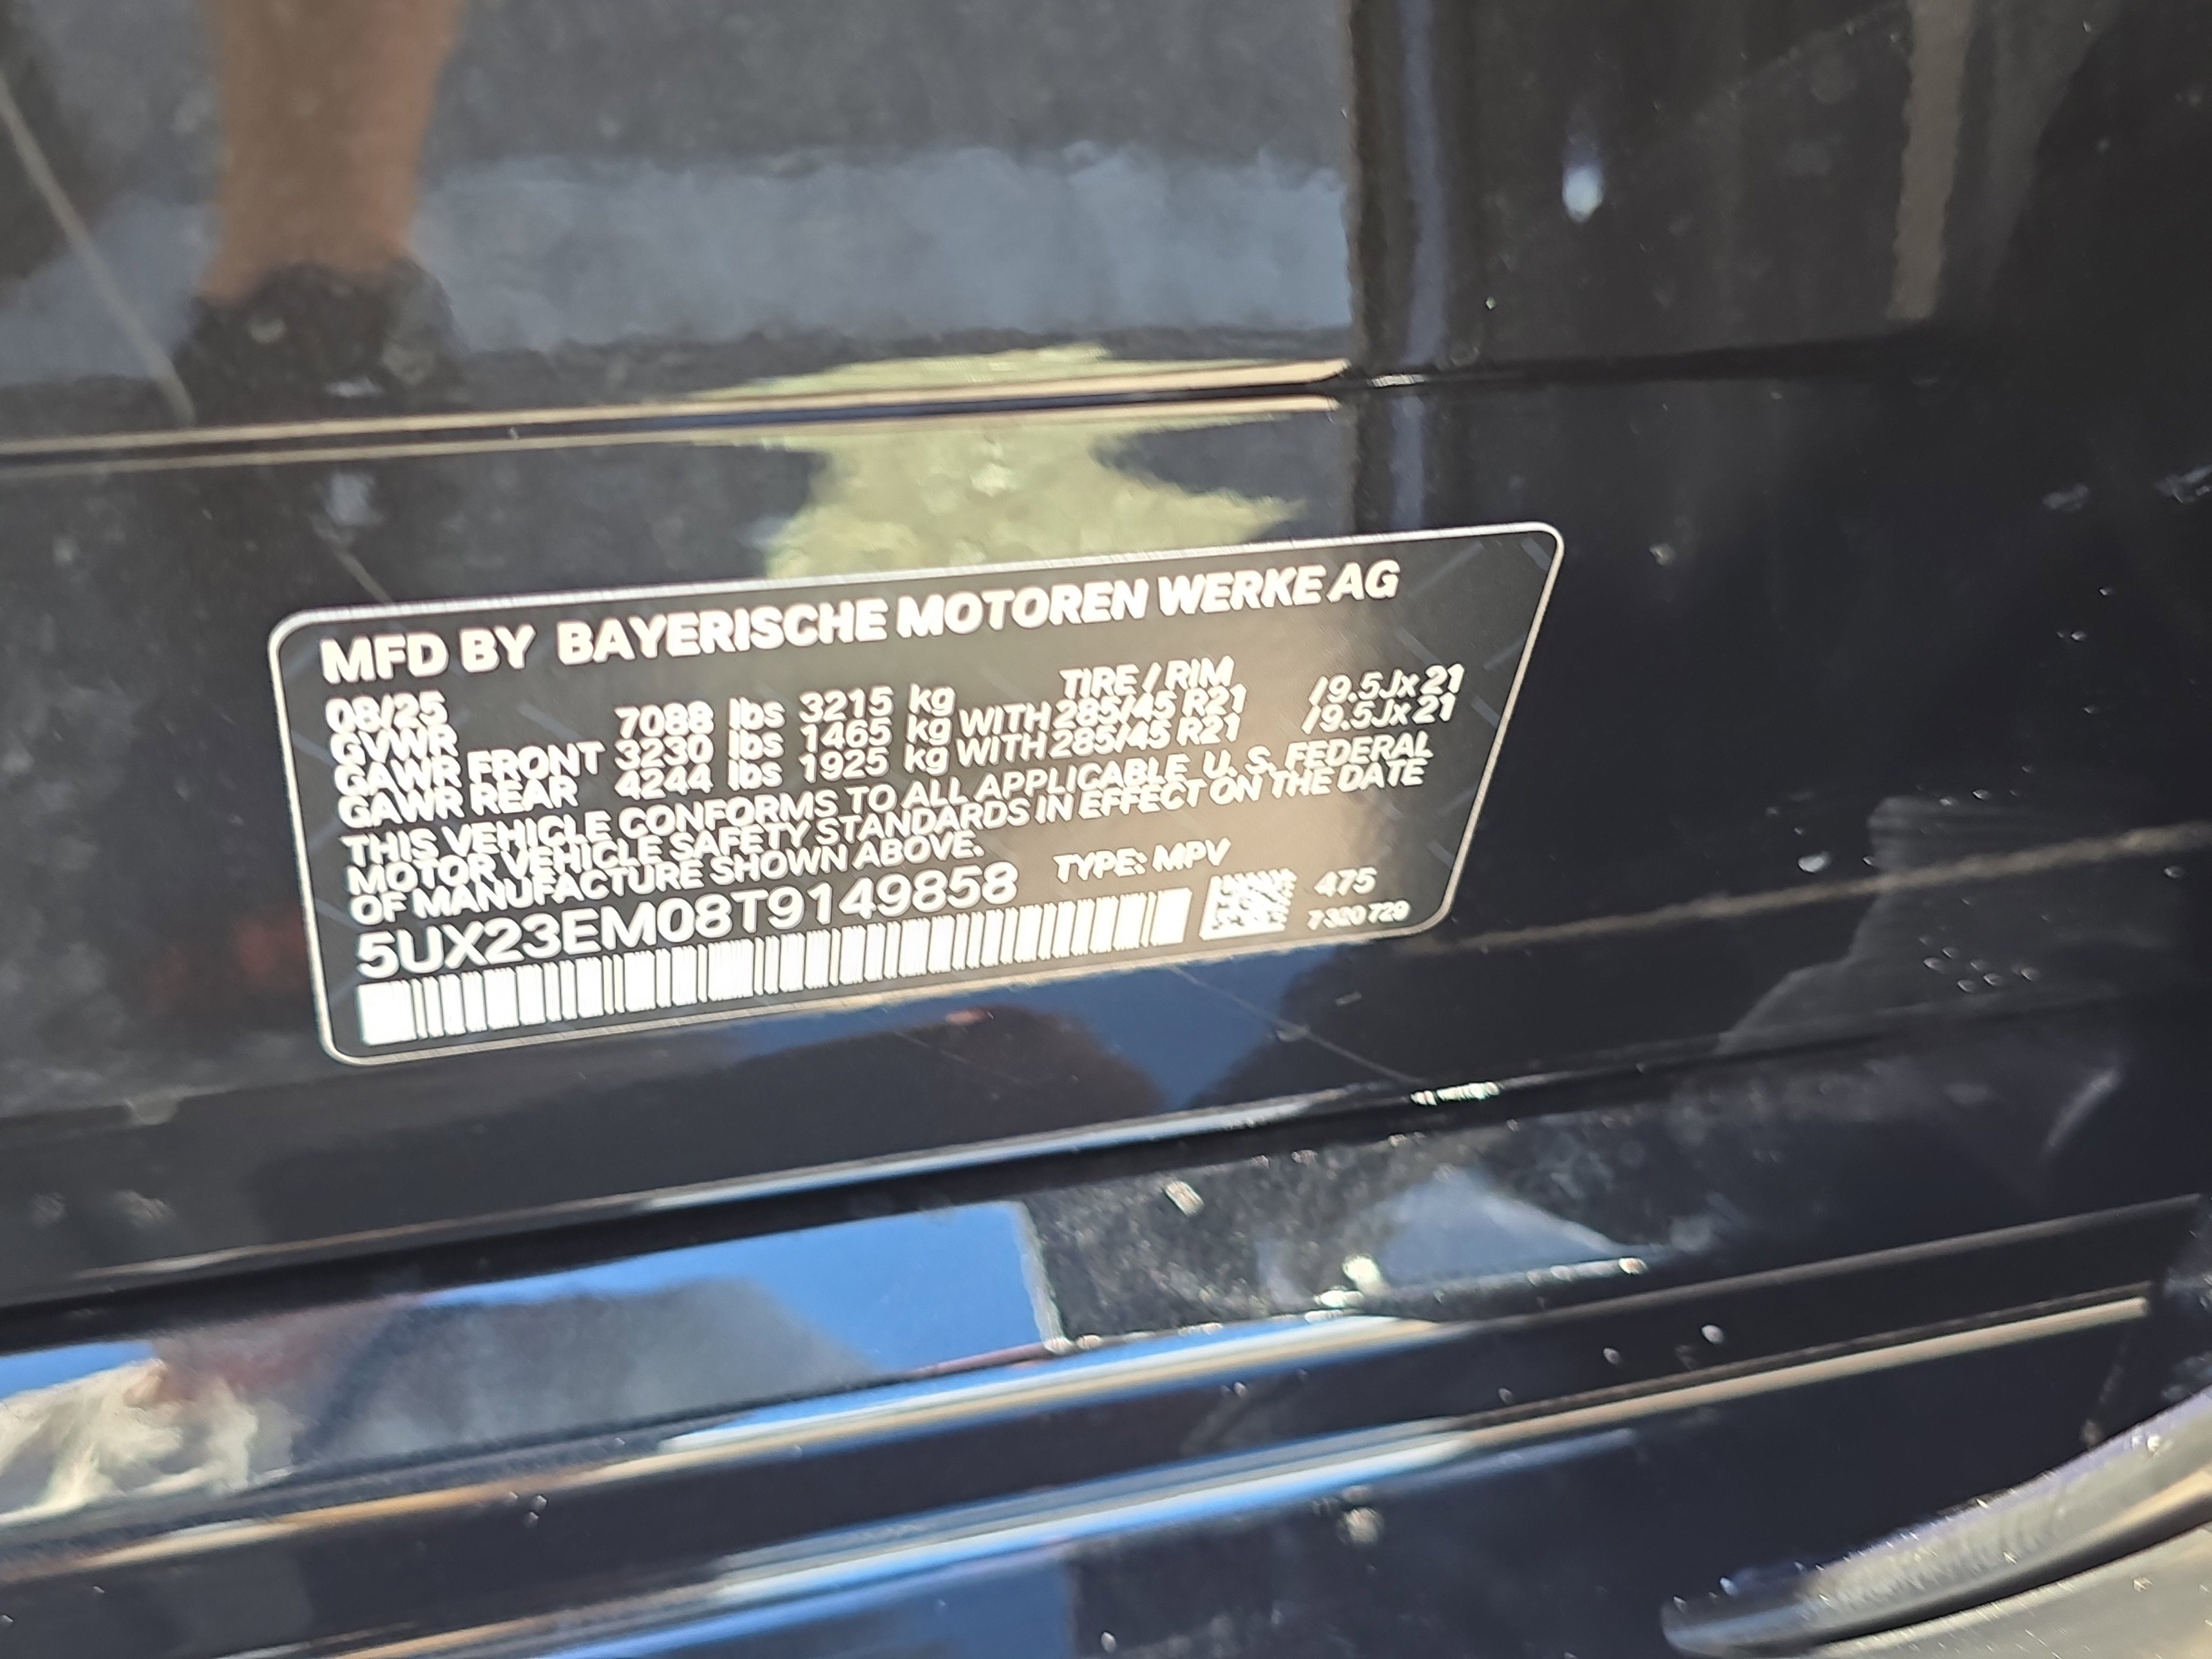 MFD BY BAYERISCHE MOTOREN WERKE AG
08/25 TIRE / RIM
GVWR 7088 lbs 3215 kg
GAWR FRONT 3230 lbs 1465 kg WITH 285/45 R21 /9.5Jx21
GAWR REAR 4244 lbs 1925 kg WITH 285/45 R21 /9.5Jx21
THIS VEHICLE CONFORMS TO ALL APPLICABLE U. S. FEDERAL
MOTOR VEHICLE SAFETY STANDARDS IN EFFECT ON THE DATE
OF MANUFACTURE SHOWN ABOVE.
5UX23EM08T9149858 TYPE: MPV
475
7 320 729